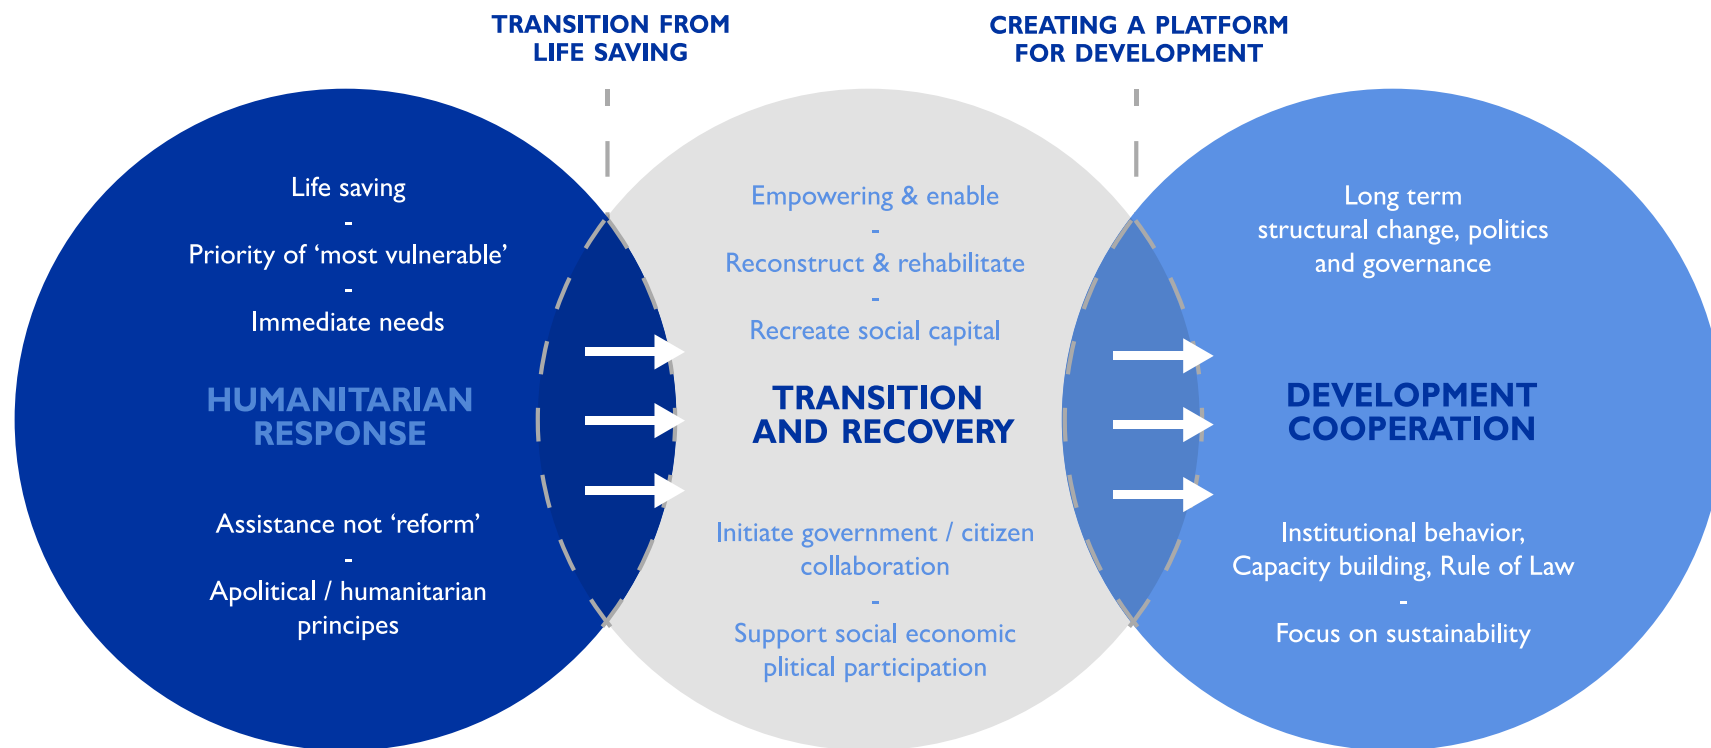 TRANSITION FROM
LIFE SAVING
CREATING A PLATFORM
FOR DEVELOPMENT
Life saving
-
Priority of ‘most vulnerable’
-
Immediate needs
HUMANITARIAN
RESPONSE
Assistance not ‘reform’
-
Apolitical / humanitarian
principes
Empowering & enable
-
Reconstruct & rehabilitate
-
Recreate social capital
TRANSITION
AND RECOVERY
Initiate government / citizen
collaboration
-
Support social economic
plitical participation
Long term
structural change, politics
and governance
DEVELOPMENT
COOPERATION
Institutional behavior,
Capacity building, Rule of Law
-
Focus on sustainability